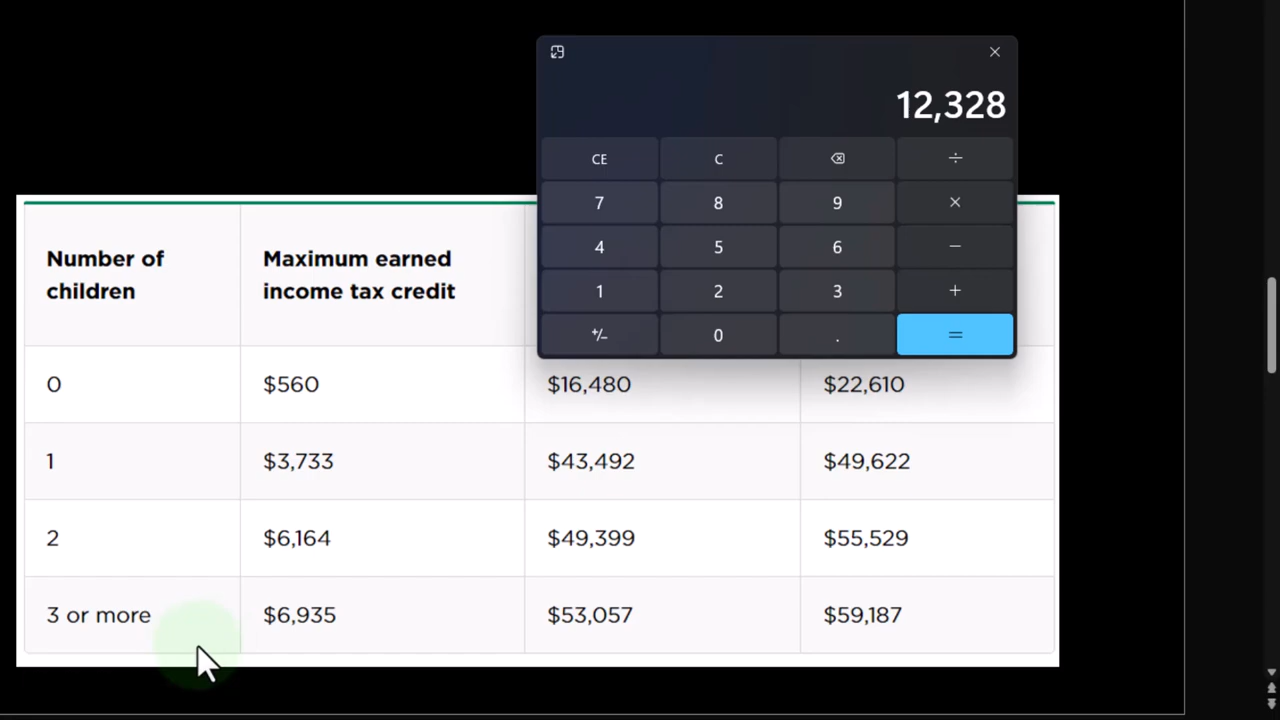 12,328
CE C ⌫ ÷
7 8 9 ×
4 5 6 −
1 2 3 +
+/− 0 . =
Number of children Maximum earned income tax credit
0 $560 $16,480 $22,610
1 $3,733 $43,492 $49,622
2 $6,164 $49,399 $55,529
3 or more $6,935 $53,057 $59,187